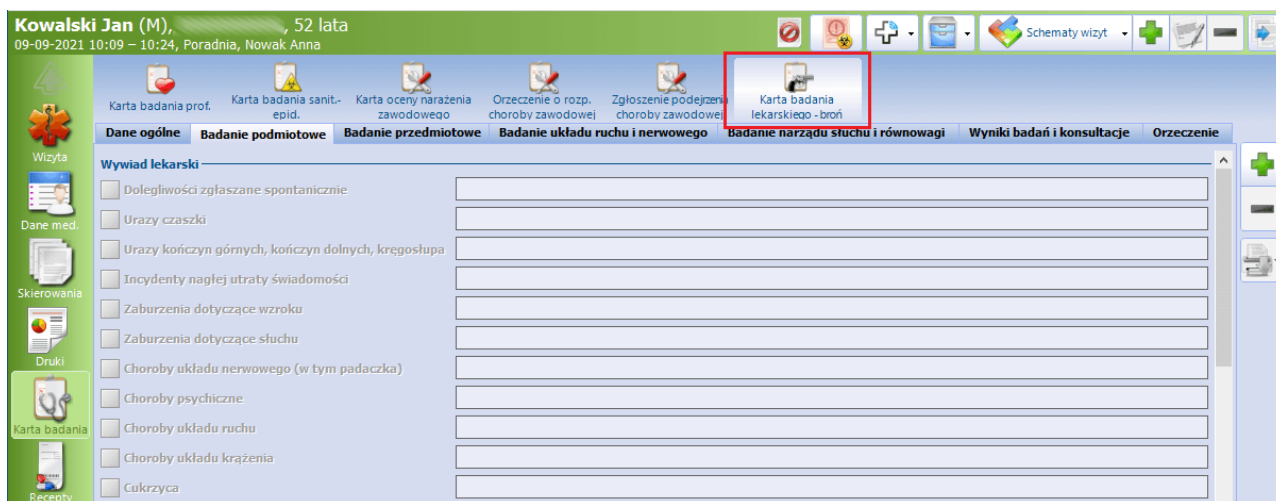 Kowalski Jan (M), , 52 lata
09-09-2021 10:09 – 10:24, Poradnia, Nowak Anna
Schematy wizyt
Karta badania prof.
Karta badania sanit.-
epid.
Karta oceny narażenia
zawodowego
Orzeczenie o rozp.
choroby zawodowej
Zgłoszenie podejrzenia
choroby zawodowej
Karta badania
lekarskiego - broń
Dane ogólne
Badanie podmiotowe
Badanie przedmiotowe
Badanie układu ruchu i nerwowego
Badanie narządu słuchu i równowagi
Wyniki badań i konsultacje
Orzeczenie
Wizyta
Dane med.
Skierowania
Druki
Karta badania
Recepty
Wywiad lekarski
Dolegliwości zgłaszane spontanicznie
Urazy czaszki
Urazy kończyn górnych, kończyn dolnych, kręgosłupa
Incydenty nagłej utraty świadomości
Zaburzenia dotyczące wzroku
Zaburzenia dotyczące słuchu
Choroby układu nerwowego (w tym padaczka)
Choroby psychiczne
Choroby układu ruchu
Choroby układu krążenia
Cukrzyca